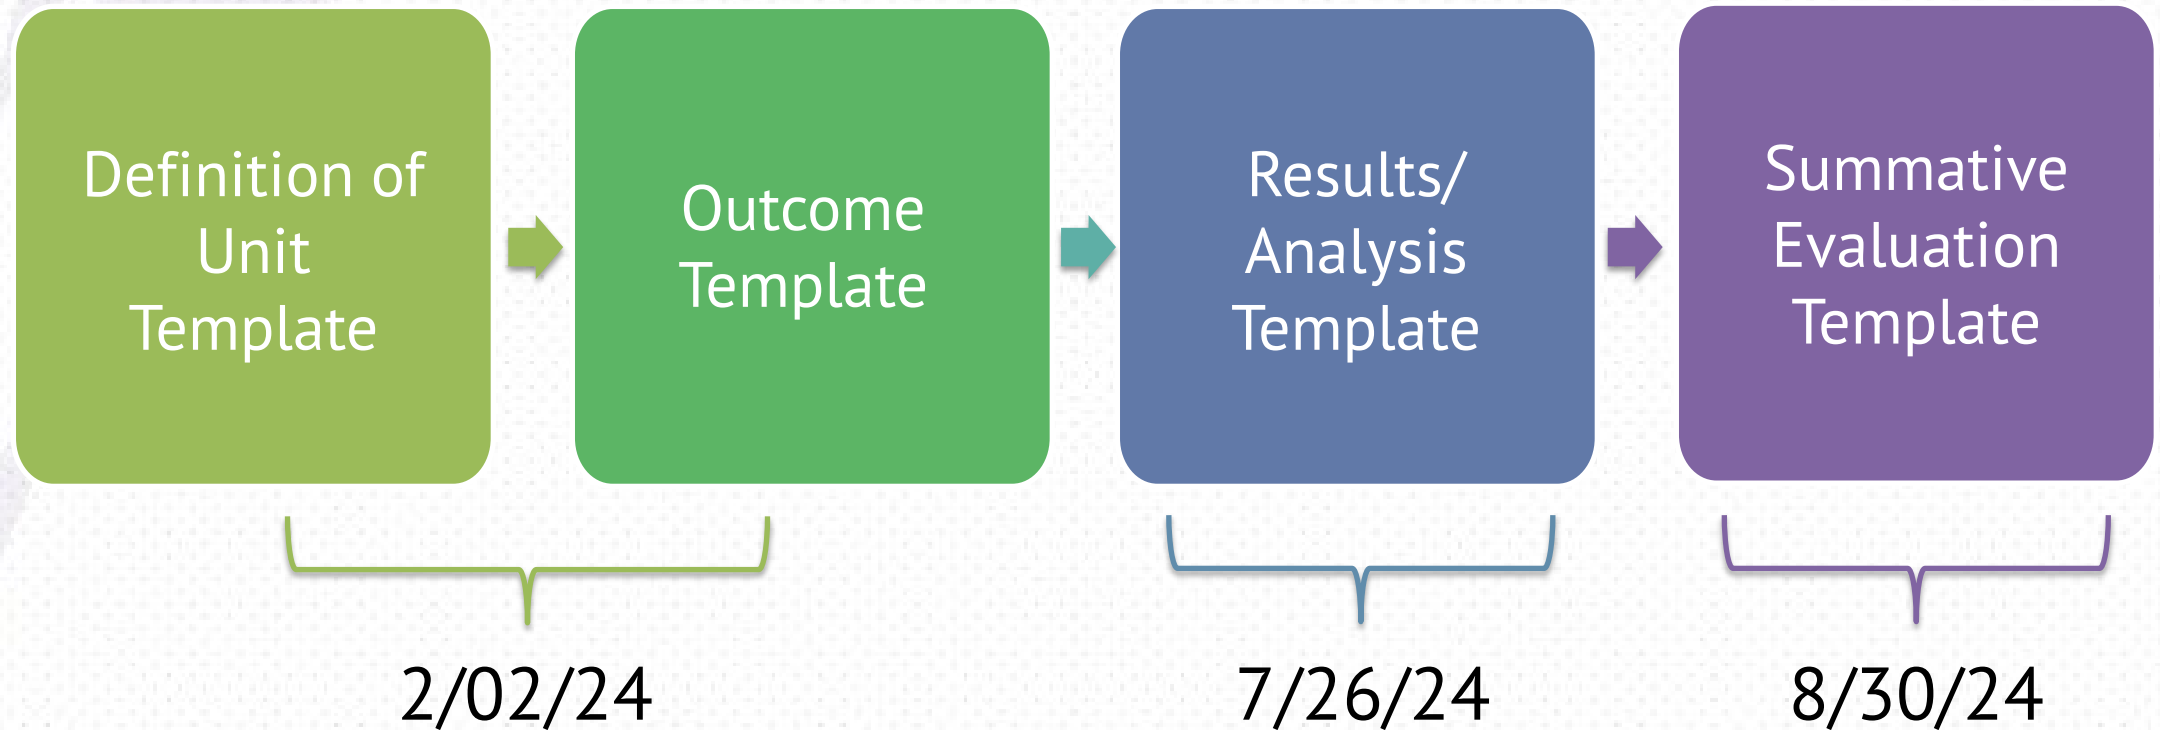 Definition of
Unit
Template
Outcome
Template
Results/
Analysis
Template
Summative
Evaluation
Template
2/02/24
7/26/24
8/30/24